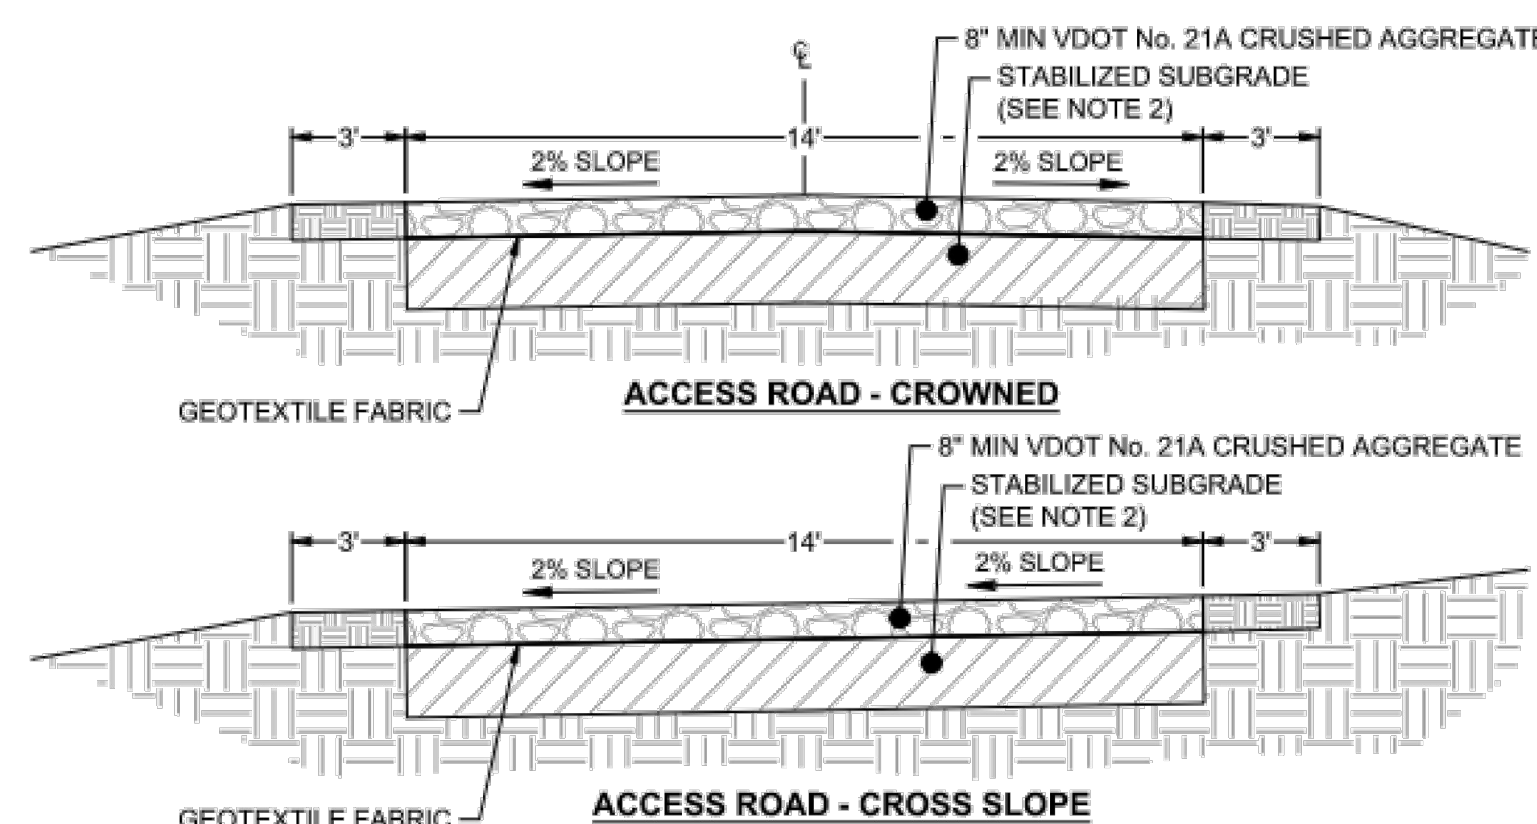 ℄
8" MIN VDOT No. 21A CRUSHED AGGREGATE
STABILIZED SUBGRADE
(SEE NOTE 2)
3'
14'
3'
2% SLOPE
2% SLOPE
GEOTEXTILE FABRIC
ACCESS ROAD - CROWNED
8" MIN VDOT No. 21A CRUSHED AGGREGATE
STABILIZED SUBGRADE
(SEE NOTE 2)
3'
14'
3'
2% SLOPE
2% SLOPE
GEOTEXTILE FABRIC
ACCESS ROAD - CROSS SLOPE